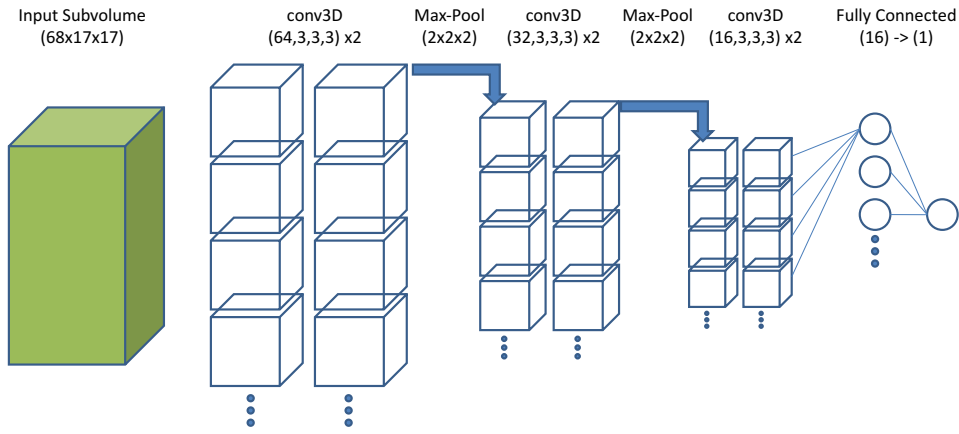 Input Subvolume
(68x17x17)
conv3D
(64,3,3,3) x2
Max-Pool
(2x2x2)
conv3D
(32,3,3,3) x2
Max-Pool
(2x2x2)
conv3D
(16,3,3,3) x2
Fully Connected
(16) -> (1)